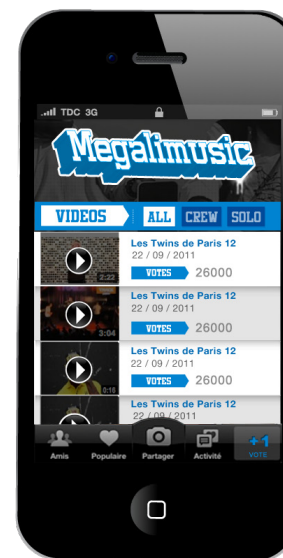 TDC 3G
Megalimusic
VIDEOS ALL CREW SOLO
Les Twins de Paris 12
22 / 09 / 2011
2:22 VOTES 26000
Les Twins de Paris 12
22 / 09 / 2011
3:04 VOTES 26000
Les Twins de Paris 12
22 / 09 / 2011
0:16 VOTES 26000
Les Twins de Paris 12
22 / 09 / 2011
+1
Amis Populaire Partager Activité VOTE